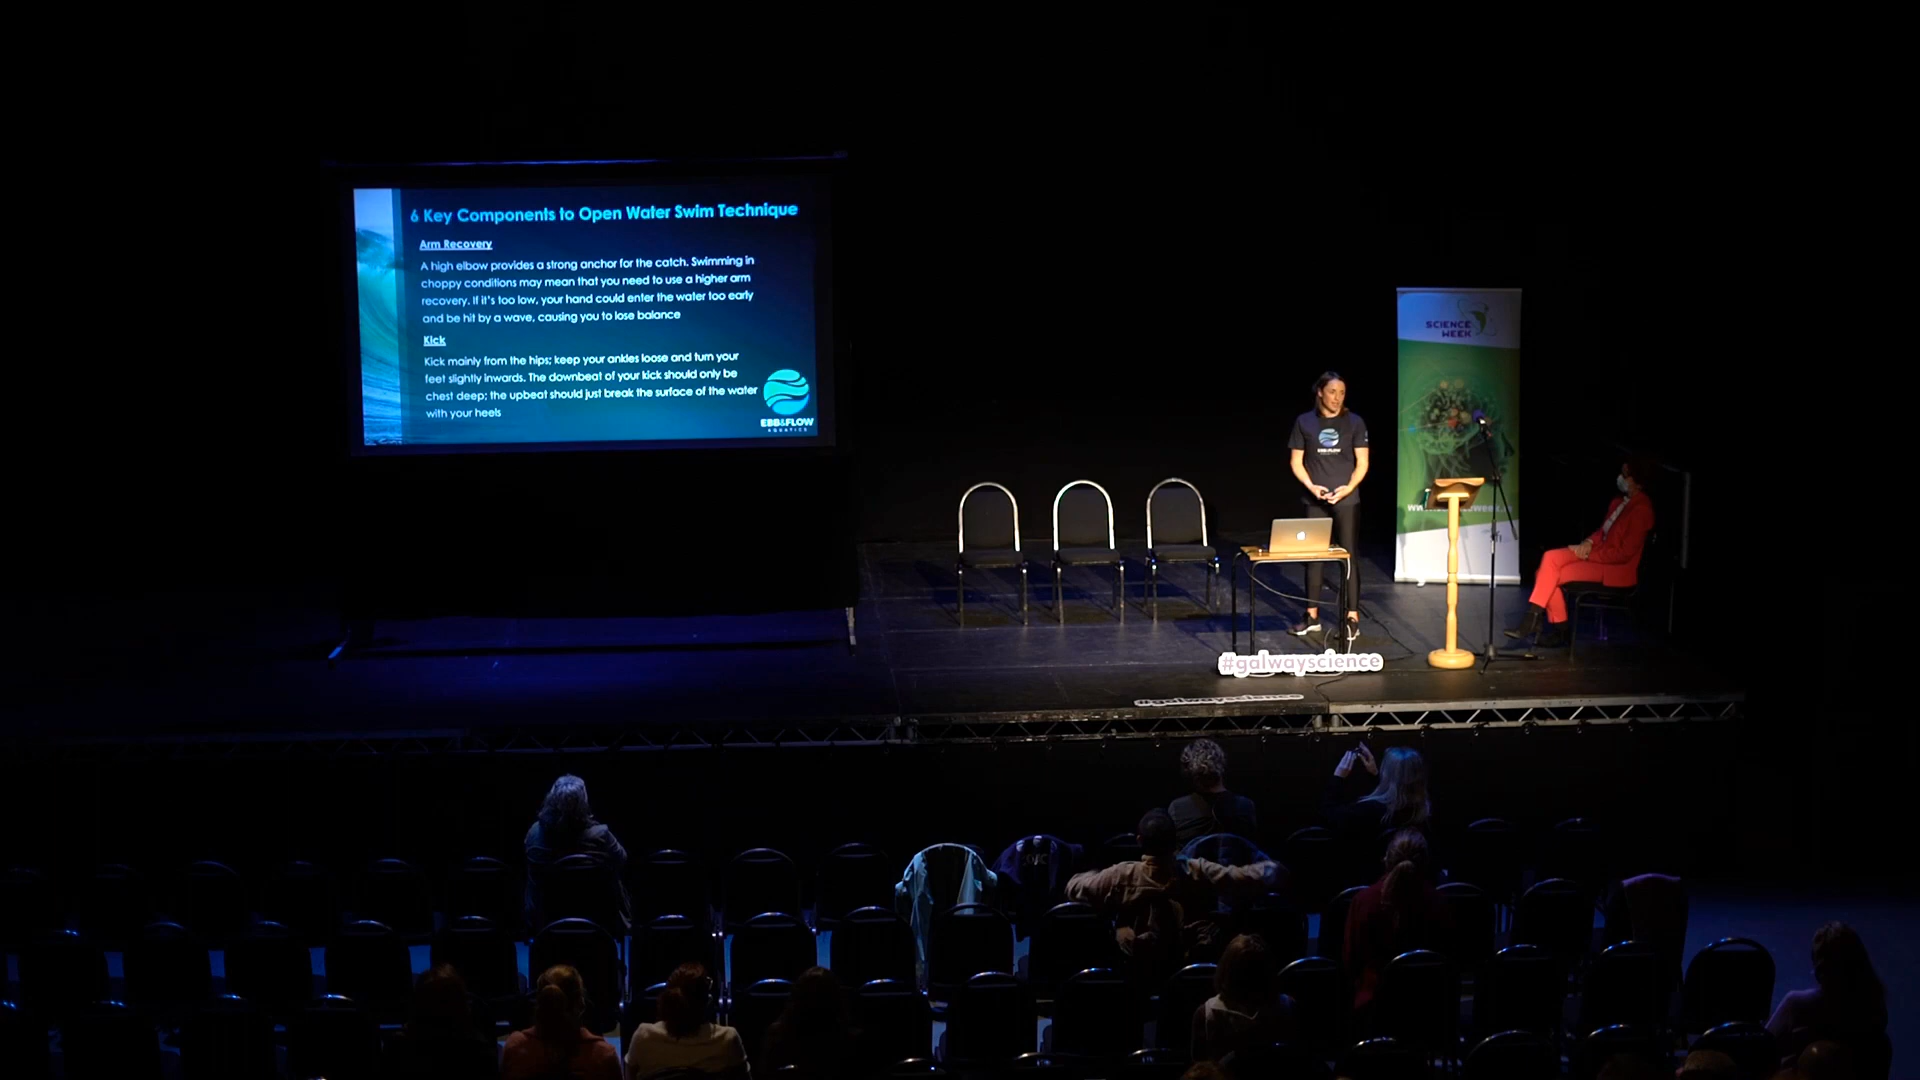 6 Key Components to Open Water Swim Technique
Arm Recovery
A high elbow provides a strong anchor for the catch. Swimming in
choppy conditions may mean that you need to use a higher arm
recovery. If it's too low, your hand could enter the water too early
and be hit by a wave, causing you to lose balance
Kick
Kick mainly from the hips; keep your ankles loose and turn your
feet slightly inwards. The downbeat of your kick should only be
chest deep; the upbeat should just break the surface of the water
with your heels
EBB&FLOW
AQUATICS
SCIENCE
WEEK
EBB&FLOW
#galwayscience
#galwayscience